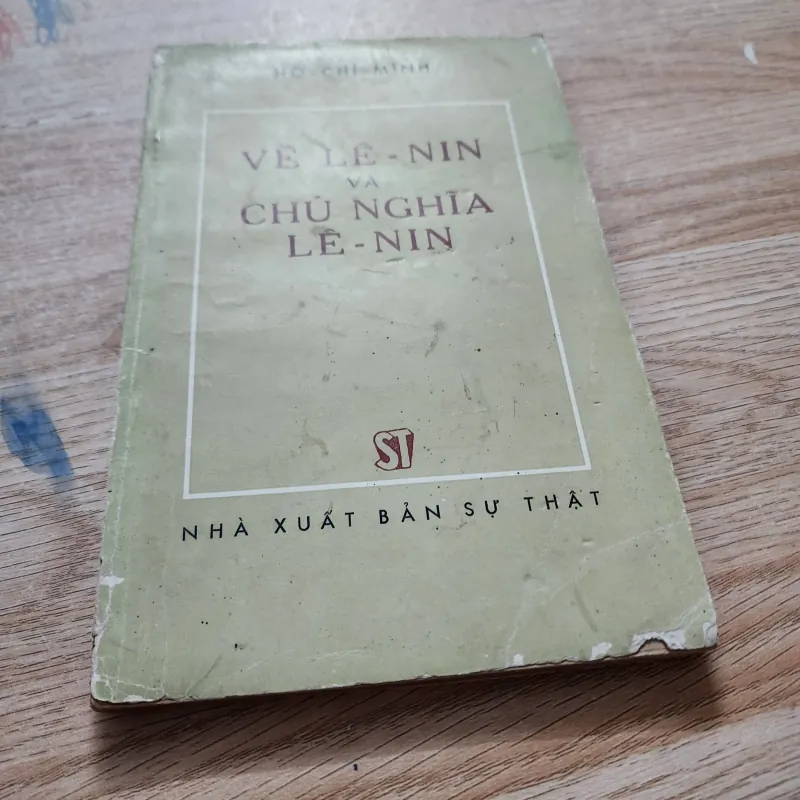 HỒ-CHÍ-MINH
VỀ LÊ-NIN
VÀ
CHỦ NGHĨA
LÊ-NIN
ST
NHÀ XUẤT BẢN SỰ THẬT